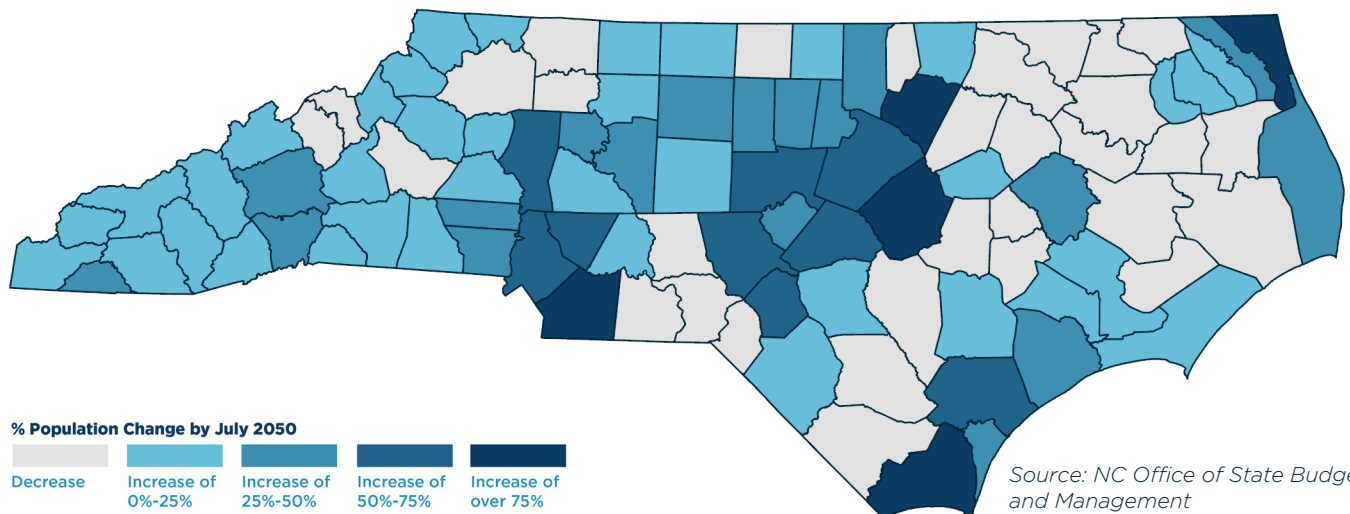 % Population Change by July 2050
Decrease
Increase of
0%-25%
Increase of
25%-50%
Increase of
50%-75%
Increase of
over 75%
Source: NC Office of State Budge
and Management